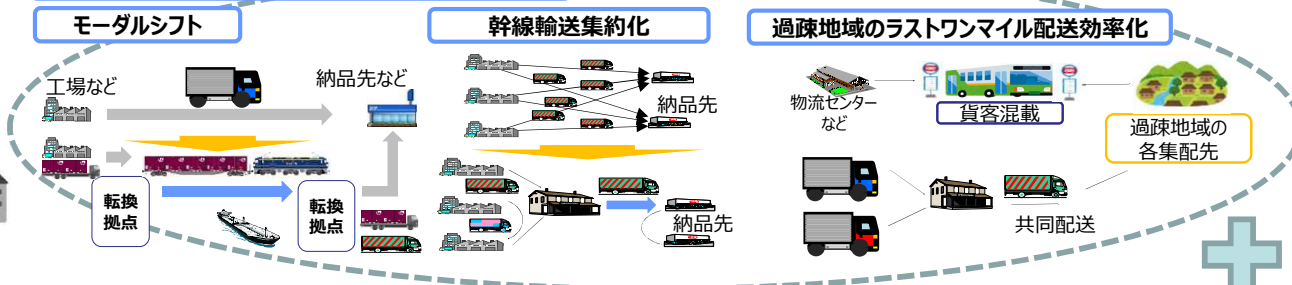 モーダルシフト
工場など
納品先など
転換
拠点
転換
拠点
幹線輸送集約化
納品先
納品先
過疎地域のラストワンマイル配送効率化
物流センター
など
貨客混載
過疎地域の
各集配先
共同配送